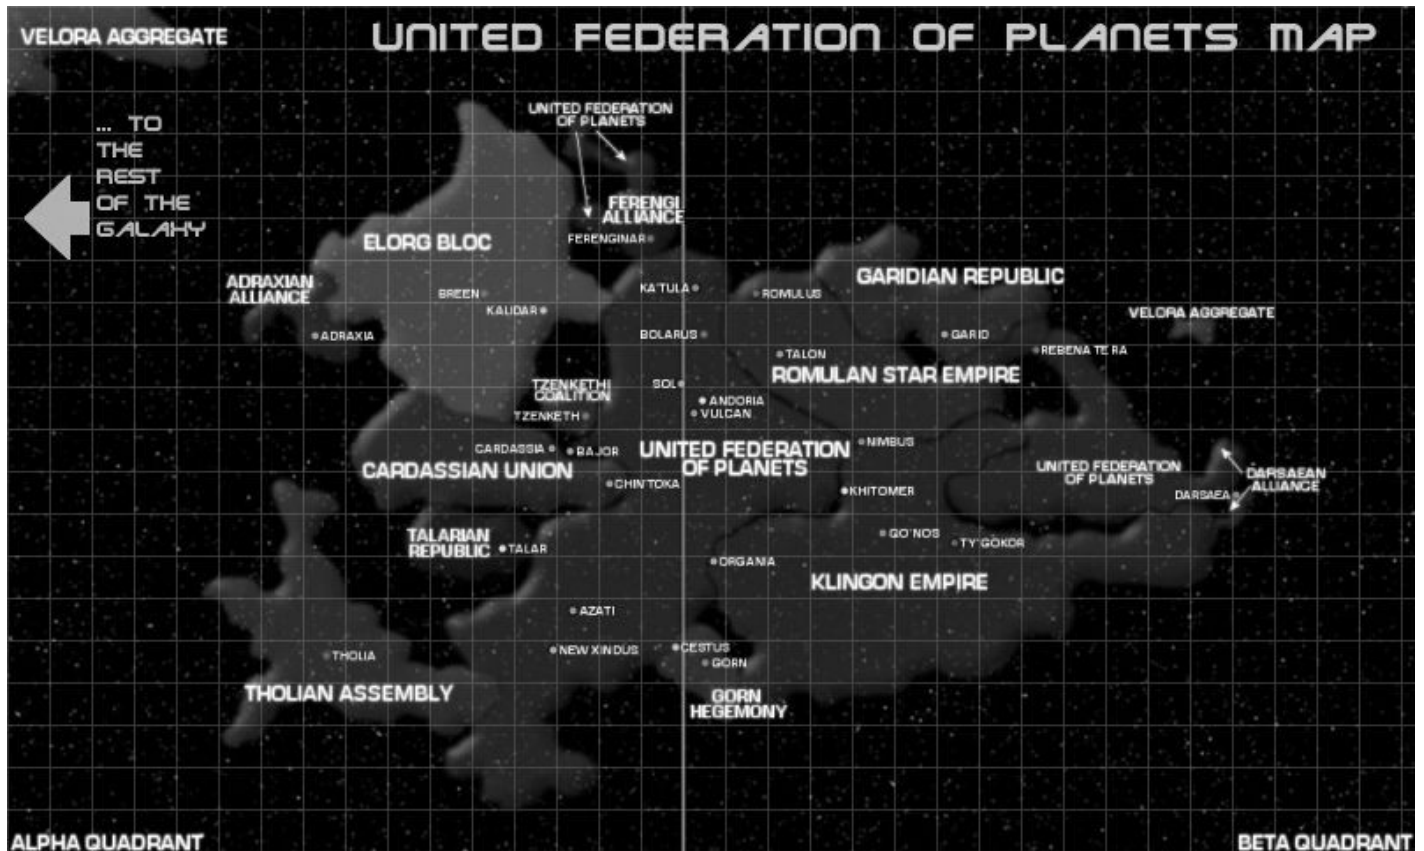 VELORA AGGREGATE
UNITED FEDERATION OF PLANETS MAP
... TO
THE
REST
OF THE
GALAXY
UNITED FEDERATION
OF PLANETS
FERENGI
ALLIANCE
FERENGINAR
ELORG BLOC
GARIDIAN REPUBLIC
ADRAXIAN
ALLIANCE
BREEN
KALIDAR
KA'TULA
ROMULUS
VELORA AGGREGATE
ADRAXIA
BOLARUS
GARID
REBENA TE RA
TALON
ROMULAN STAR EMPIRE
TZENKETHI
COALITION
SOL
ANDORIA
VULCAN
TZENKETH
CARDASSIA
BAJOR
CARDASSIAN UNION
UNITED FEDERATION
OF PLANETS
NIMBUS
UNITED FEDERATION
OF PLANETS
DARSAEAN
ALLIANCE
DARSAEA
CHIN'TOKA
KHITOMER
TALARIAN
REPUBLIC
TALAR
QO'NOS
TY'GOKOR
ORGANIA
KLINGON EMPIRE
AZATI
NEW XINDUS
CESTUS
GORN
THOLIA
THOLIAN ASSEMBLY
GORN
HEGEMONY
ALPHA QUADRANT
BETA QUADRANT